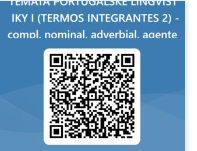 TEMATA PORTUGALSKE LINGVIST
IKY I (TERMOS INTEGRANTES 2) -
compl. nominal, adverbial, agente